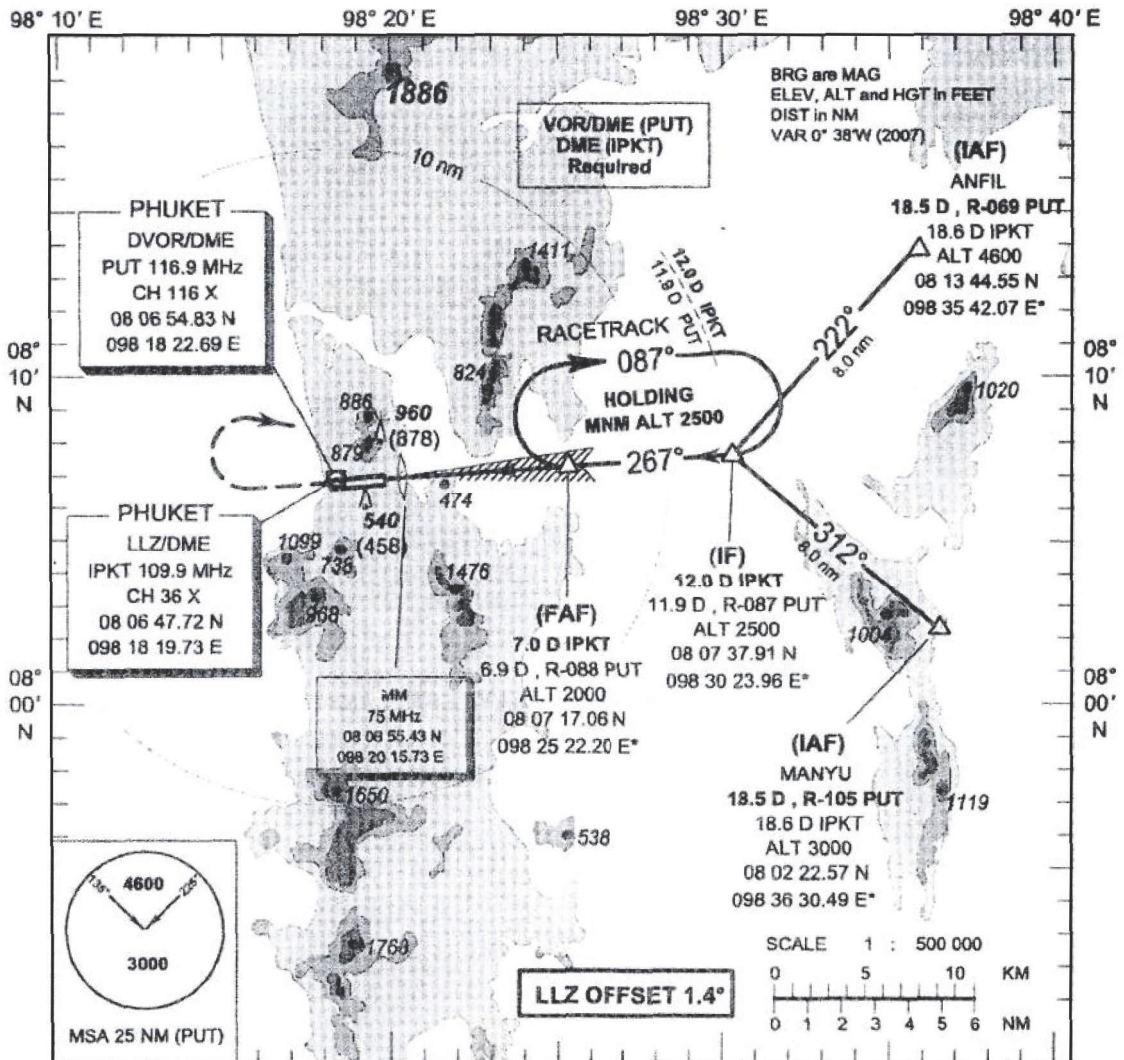 98° 10' E
98° 20' E
98° 30' E
98° 40' E
1886
10 nm
VOR/DME (PUT)
DME (IPKT)
Required
BRG are MAG
ELEV, ALT and HGT in FEET
DIST in NM
VAR 0° 38'W (2007)
(IAF)
ANFIL
18.5 D , R-069 PUT
18.6 D IPKT
ALT 4600
08 13 44.55 N
098 35 42.07 E*
PHUKET
DVOR/DME
PUT 116.9 MHz
CH 116 X
08 06 54.83 N
098 18 22.69 E
1411
12.0 D IPKT
11.9 D PUT
222°
8.0 nm
RACETRACK
087°
HOLDING
MNM ALT 2500
824
08°
10'
N
08°
10'
N
1020
886
960
(878)
879
267°
474
540
(458)
PHUKET
LLZ/DME
IPKT 109.9 MHz
CH 36 X
08 06 47.72 N
098 18 19.73 E
1099
738
968
1476
312°
8.0 nm
1004
(FAF)
7.0 D IPKT
6.9 D , R-088 PUT
ALT 2000
08 07 17.06 N
098 25 22.20 E*
(IF)
12.0 D IPKT
11.9 D , R-087 PUT
ALT 2500
08 07 37.91 N
098 30 23.96 E*
08°
00'
N
08°
00'
N
MM
75 MHz
08 06 55.43 N
098 20 15.73 E
(IAF)
MANYU
18.5 D , R-105 PUT
18.6 D IPKT
ALT 3000
08 02 22.57 N
098 36 30.49 E*
1650
538
1119
1768
4600
135°
225°
3000
MSA 25 NM (PUT)
LLZ OFFSET 1.4°
SCALE 1 : 500 000
0 5 10 KM
0 1 2 3 4 5 6 NM